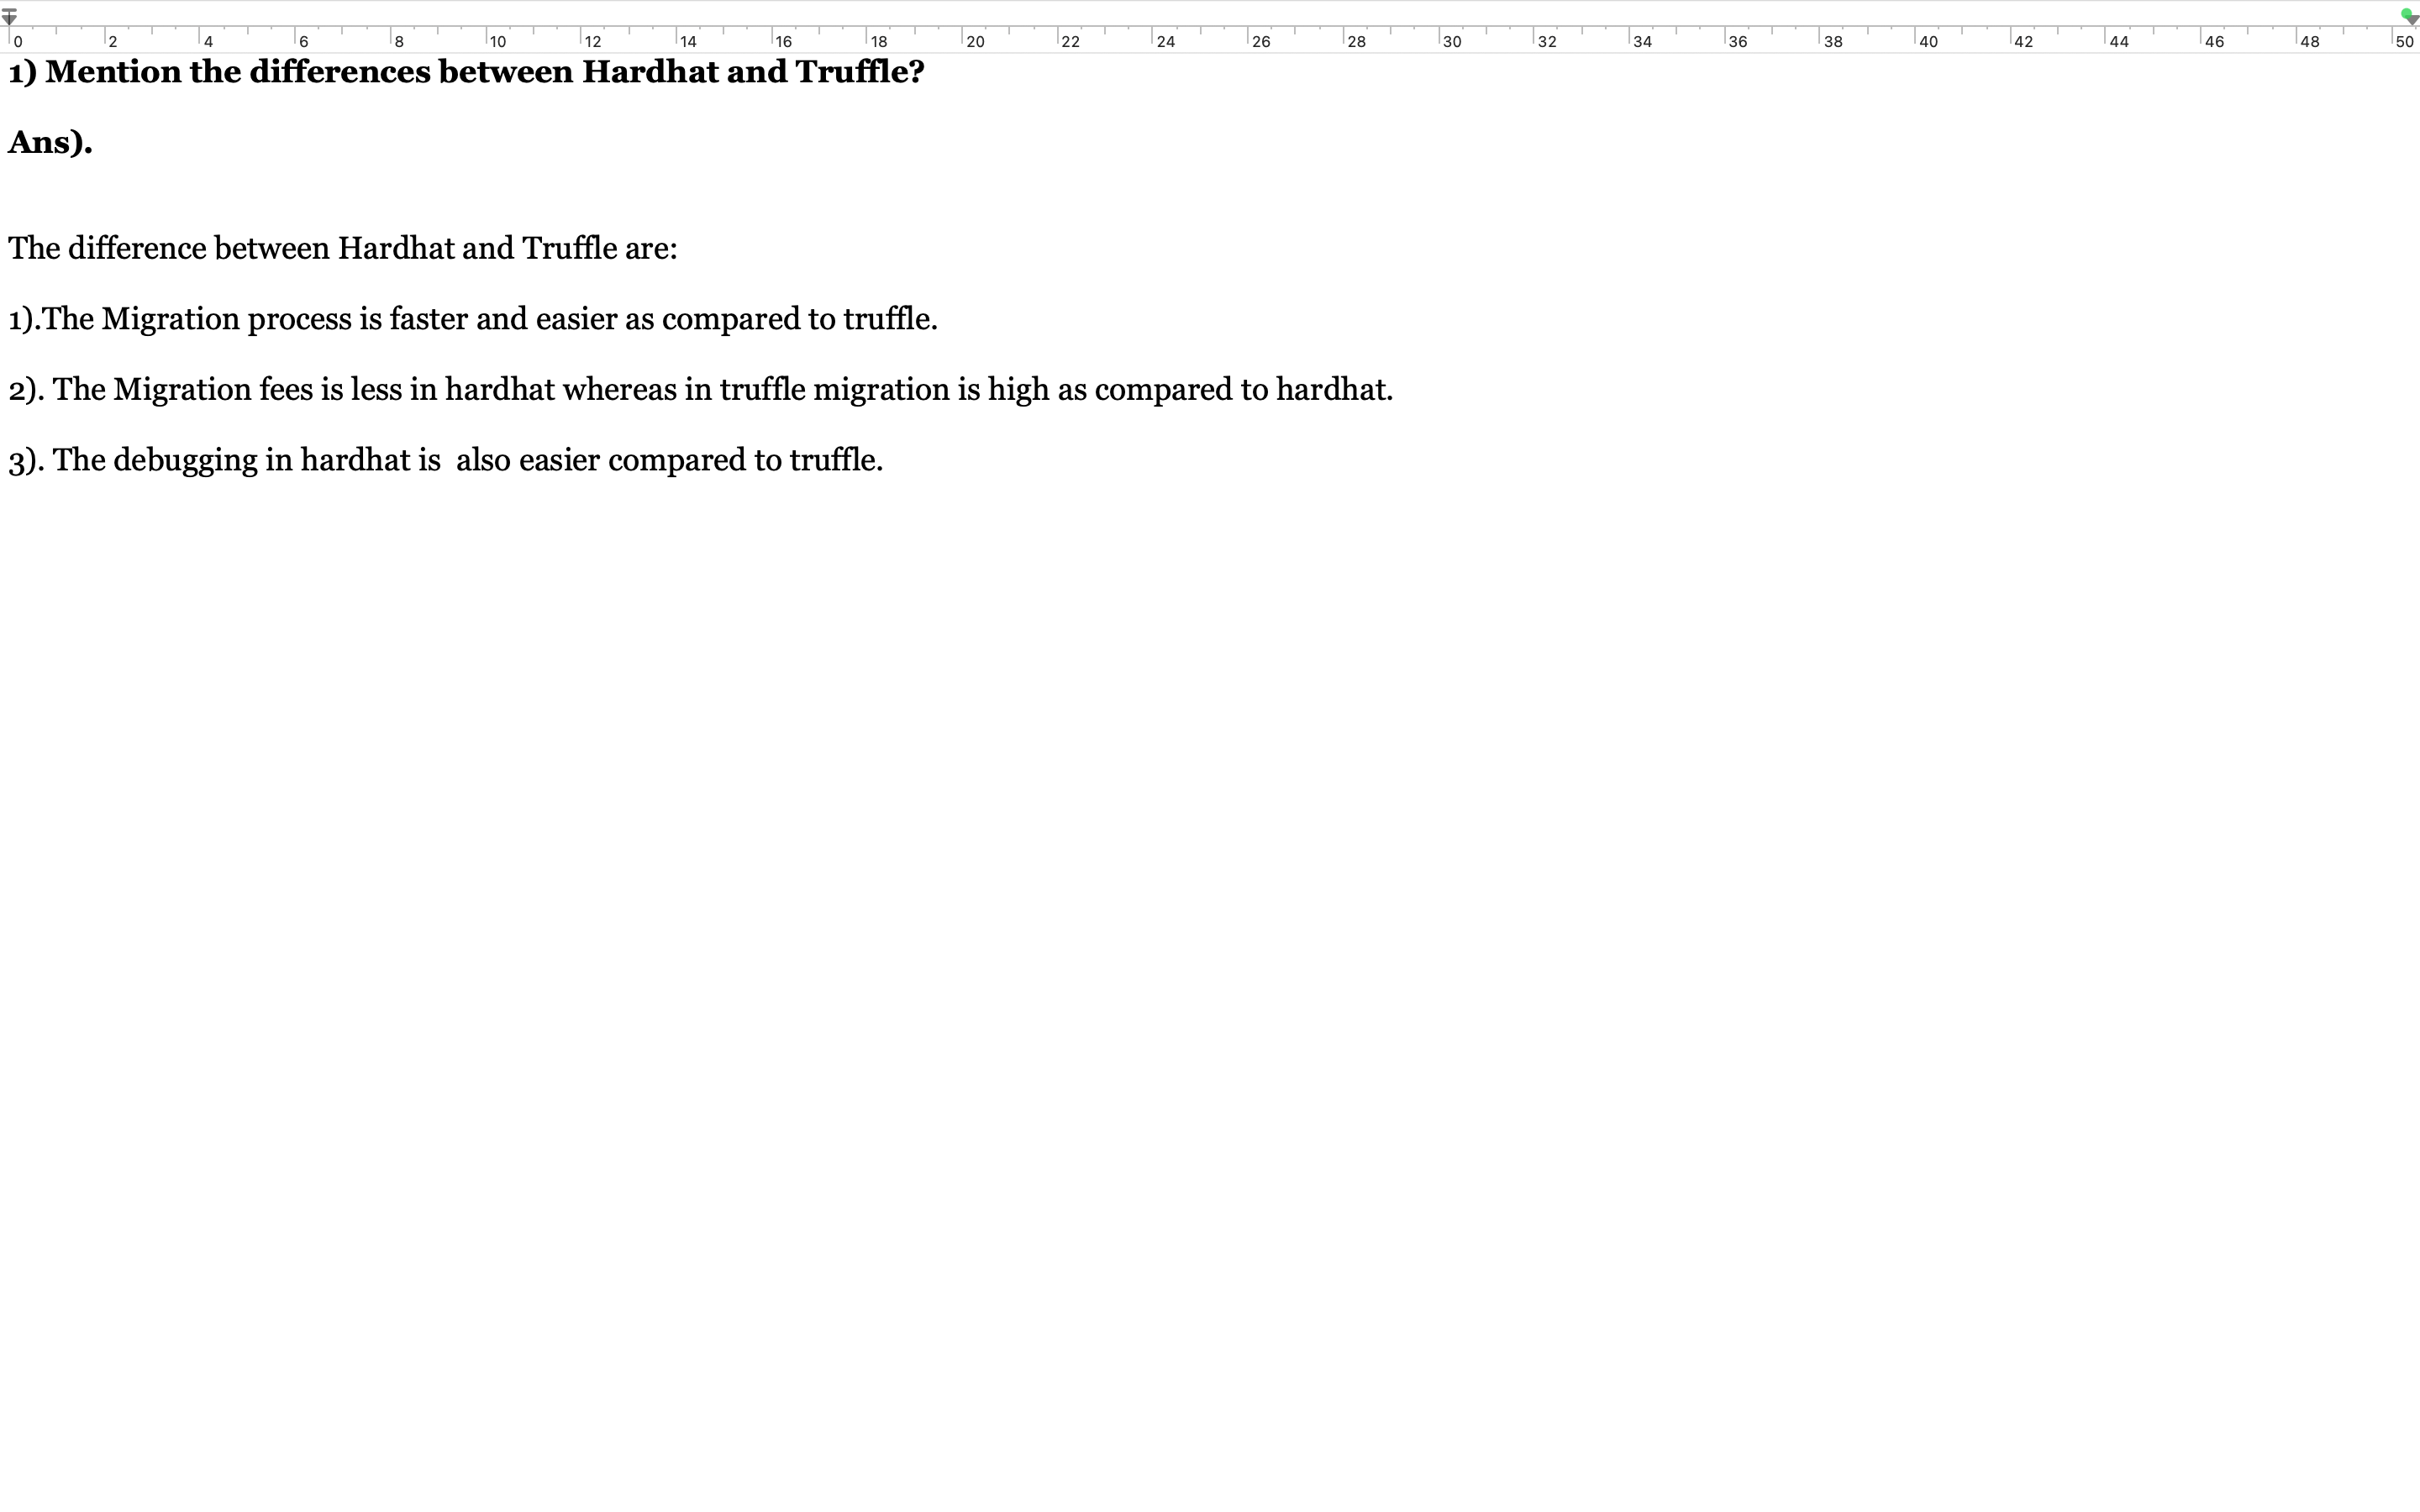 0 2 4 6 8 10 12 14 16 18 20 22 24 26 28 30 32 34 36 38 40 42 44 46 48 50
1) Mention the differences between Hardhat and Truffle?
Ans).
The difference between Hardhat and Truffle are:
1).The Migration process is faster and easier as compared to truffle.
2). The Migration fees is less in hardhat whereas in truffle migration is high as compared to hardhat.
3). The debugging in hardhat is  also easier compared to truffle.